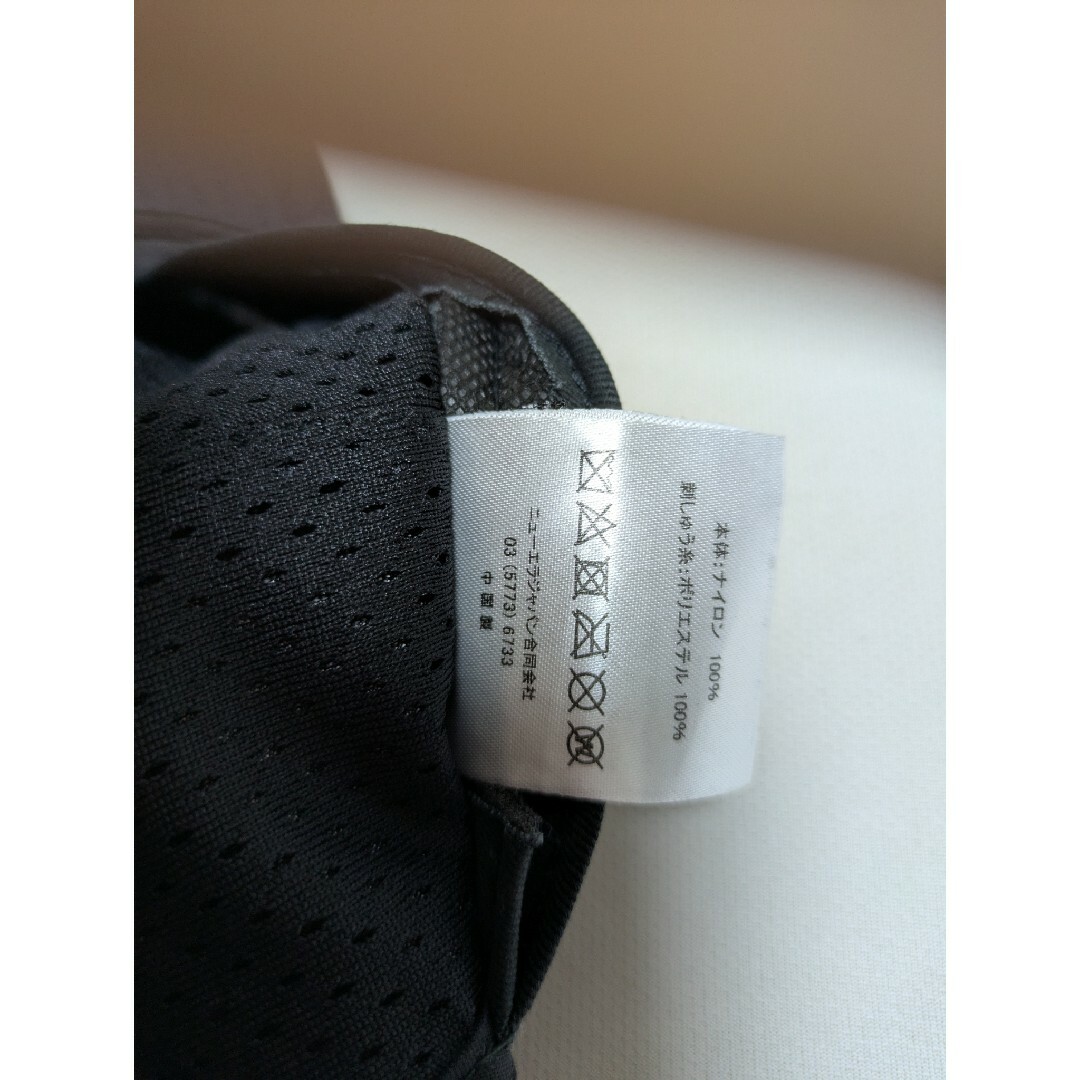 本体:ナイロン 100%
刺しゅう糸:ポリエステル 100%
ニューエラジャパン合同会社
03 (5773) 6733
中国製